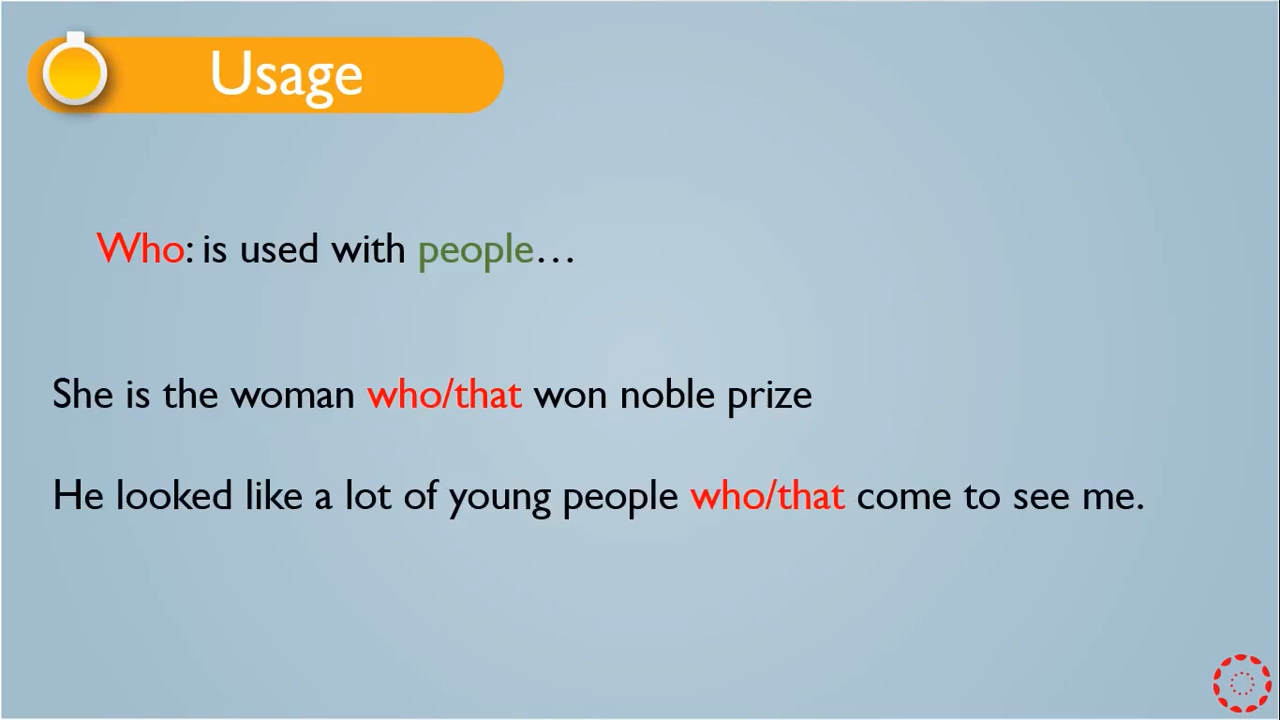 Usage
Who: is used with people…
She is the woman who/that won noble prize
He looked like a lot of young people who/that come to see me.